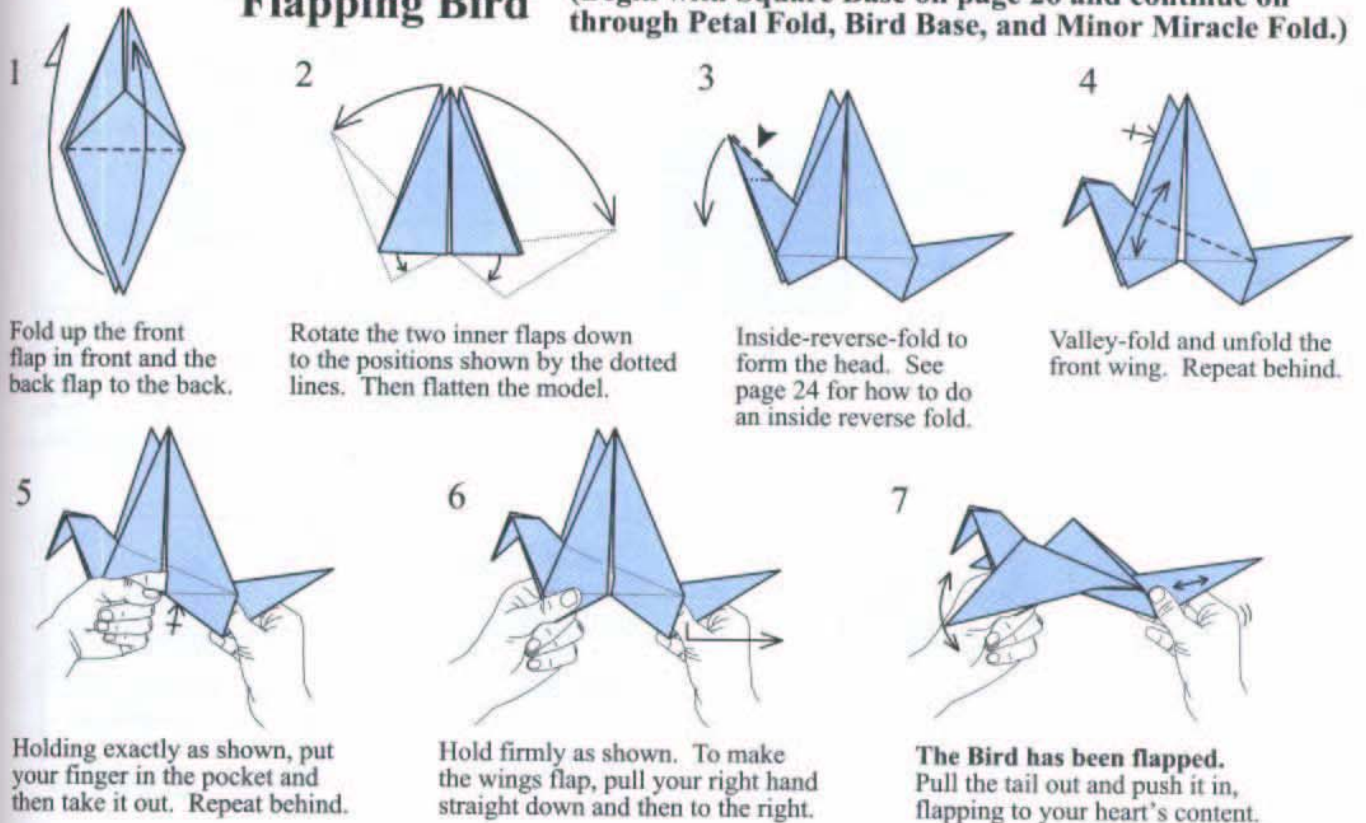 Flapping Bird
through Petal Fold, Bird Base, and Minor Miracle Fold.)
1
2
3
4
Fold up the front
flap in front and the
back flap to the back.
Rotate the two inner flaps down
to the positions shown by the dotted
lines. Then flatten the model.
Inside-reverse-fold to
form the head. See
page 24 for how to do
an inside reverse fold.
Valley-fold and unfold the
front wing. Repeat behind.
5
6
7
Holding exactly as shown, put
your finger in the pocket and
then take it out. Repeat behind.
Hold firmly as shown. To make
the wings flap, pull your right hand
straight down and then to the right.
The Bird has been flapped.
Pull the tail out and push it in,
flapping to your heart's content.